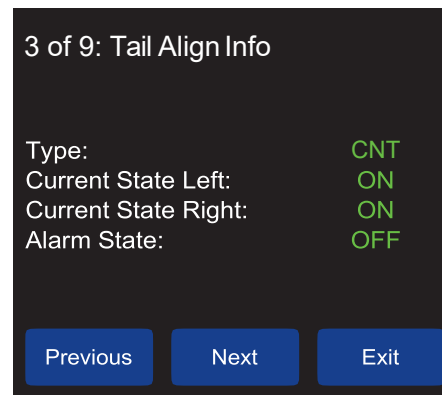 3 of 9: Tail Align Info
Type: CNT
Current State Left: ON
Current State Right: ON
Alarm State: OFF
Previous Next Exit